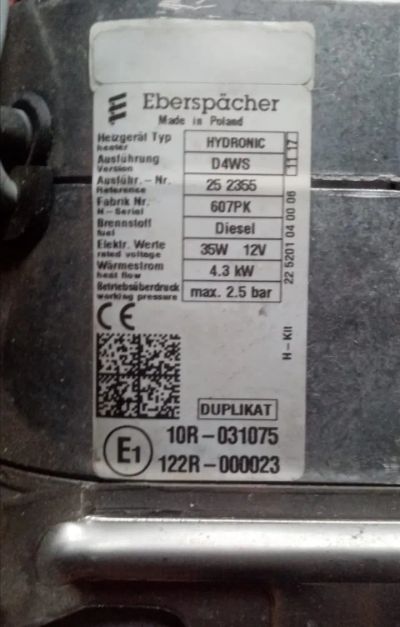 Eberspächer
Made in Poland
Heizgerät Typ HYDRONIC
heater
Ausführung D4WS
Version
Ausführ. - Nr. 25 2355
Reference
Fabrik Nr. 607PK
N.- Serial
Brennstoff Diesel
fuel
Elektr. Werte 35W 12V
rated voltage
Wärmestrom 4.3 kW
heat flow
Betriebsüberdruck max. 2.5 bar
working pressure
11 17
22 5201 04 00 06
H - KII
CE
DUPLIKAT
E1
10R - 031075
122R - 000023